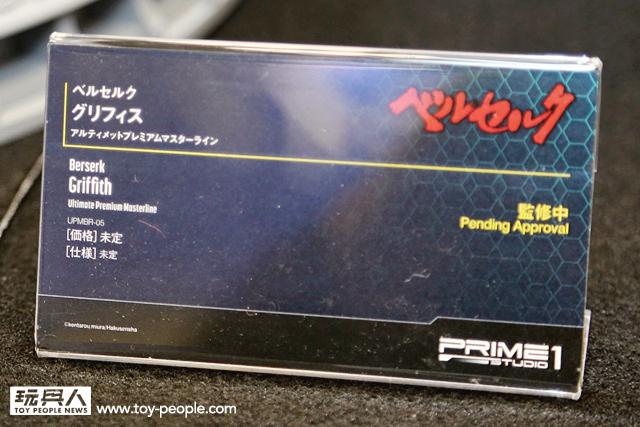 ベルセルク
グリフィス
アルティメットプレミアムマスターライン
ベルセルク
Berserk
Griffith
Ultimate Premium Masterline
UPMBR-05
[価格] 未定
[仕様] 未定
監修中
Pending Approval
©kentarou miura/Hakusensha
PRIME 1
STUDIO
玩具人
TOY PEOPLE NEWS
www.toy-people.com